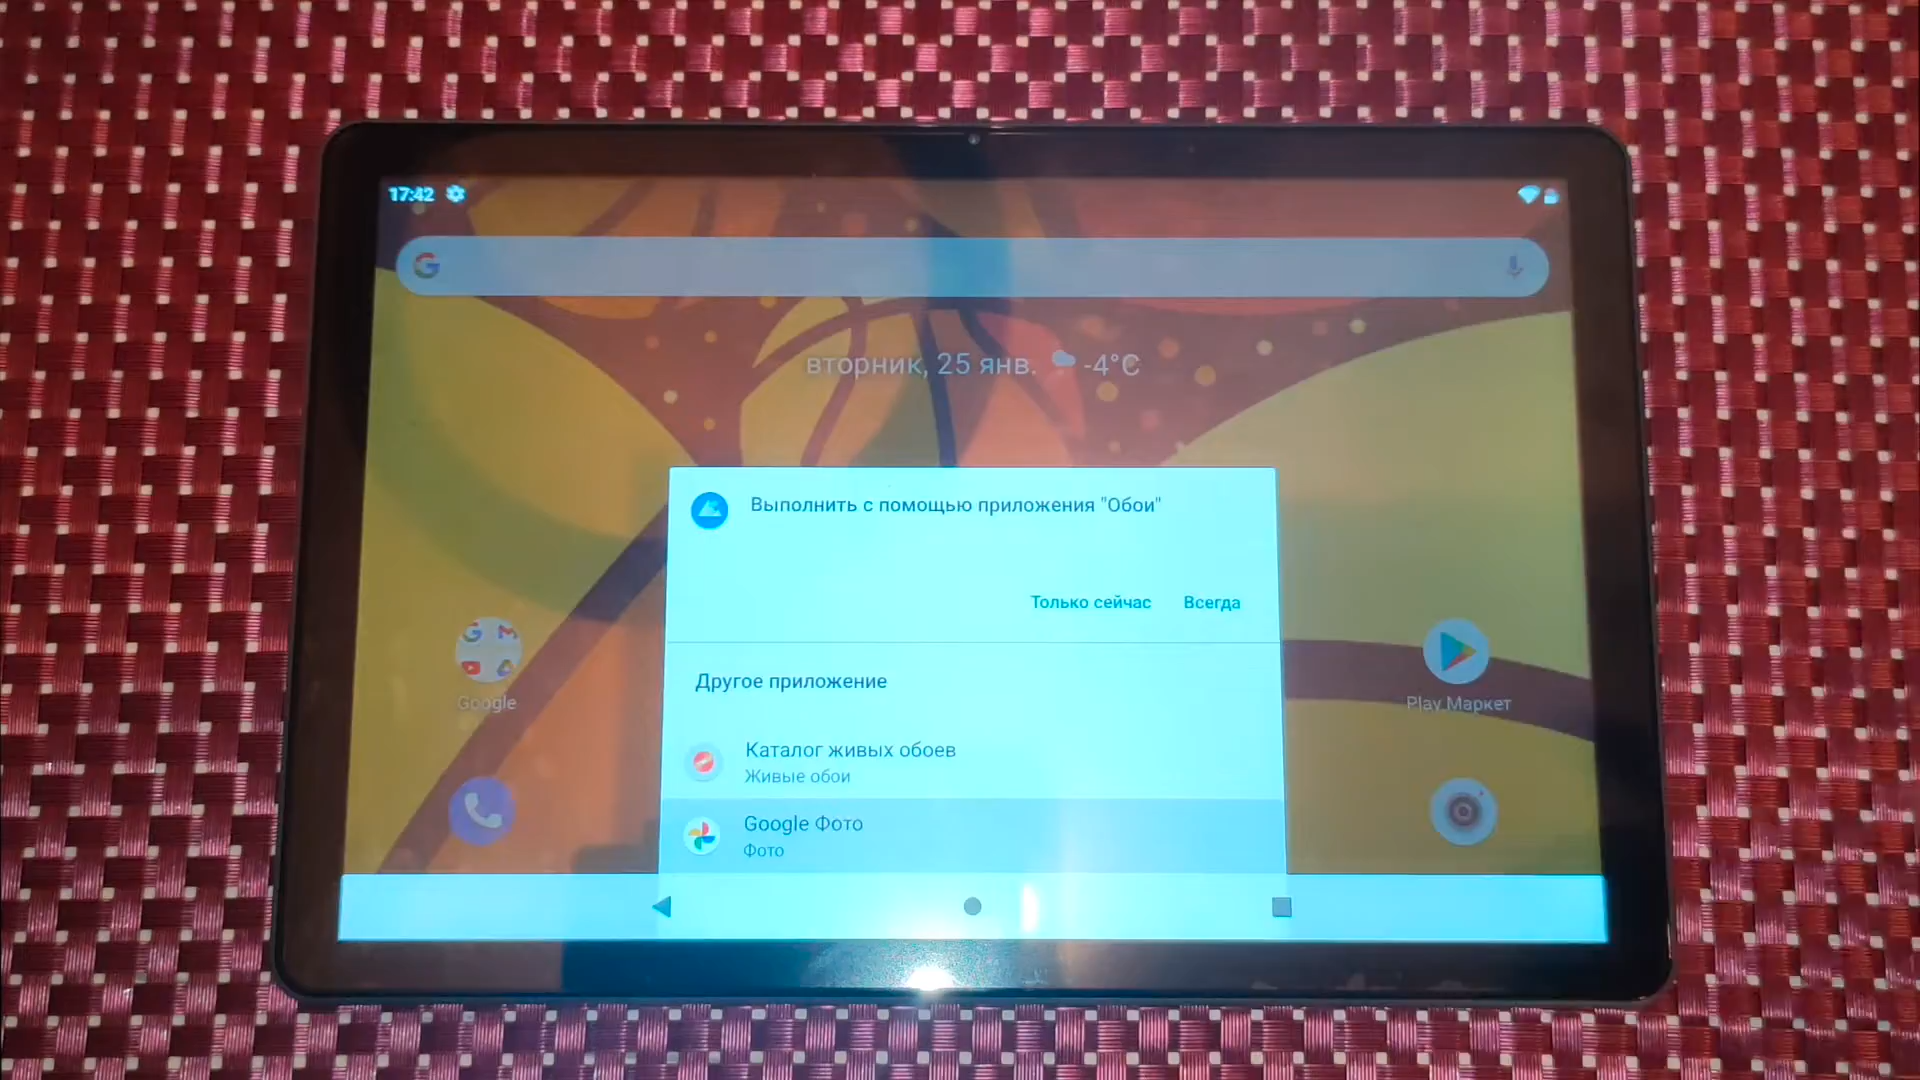 17:42
вторник, 25 янв. -4°C
Выполнить с помощью приложения "Обои"
Только сейчас Всегда
Другое приложение
Каталог живых обоев
Живые обои
Google Фото
Фото
Google
Play Маркет